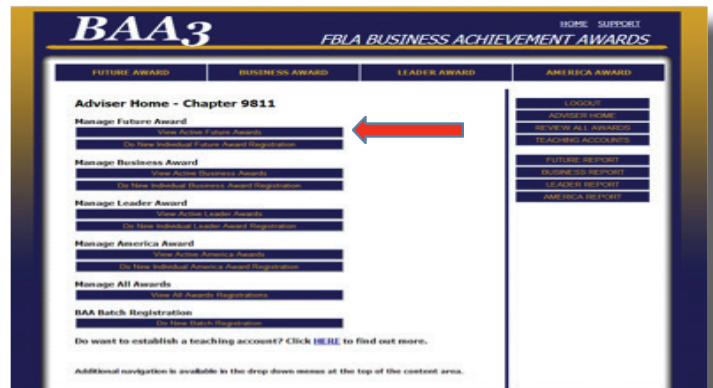 BAA3
HOME SUPPORT
FBLA BUSINESS ACHIEVEMENT AWARDS
FUTURE AWARD BUSINESS AWARD LEADER AWARD AMERICA AWARD
Adviser Home - Chapter 9811
Manage Future Award
View Active Future Awards
Do New Individual Future Award Registration
Manage Business Award
View Active Business Awards
Do New Individual Business Award Registration
Manage Leader Award
View Active Leader Awards
Do New Individual Leader Award Registration
Manage America Award
View Active America Awards
Do New Individual America Award Registration
Manage All Awards
View All Awards Registrations
BAA Batch Registration
Do New Batch Registration
Do want to establish a teaching account? Click HERE to find out more.
Additional navigation is available in the drop down menus at the top of the content area.
LOGOUT
ADVISER HOME
REVIEW ALL AWARDS
TEACHING ACCOUNTS
FUTURE REPORT
BUSINESS REPORT
LEADER REPORT
AMERICA REPORT